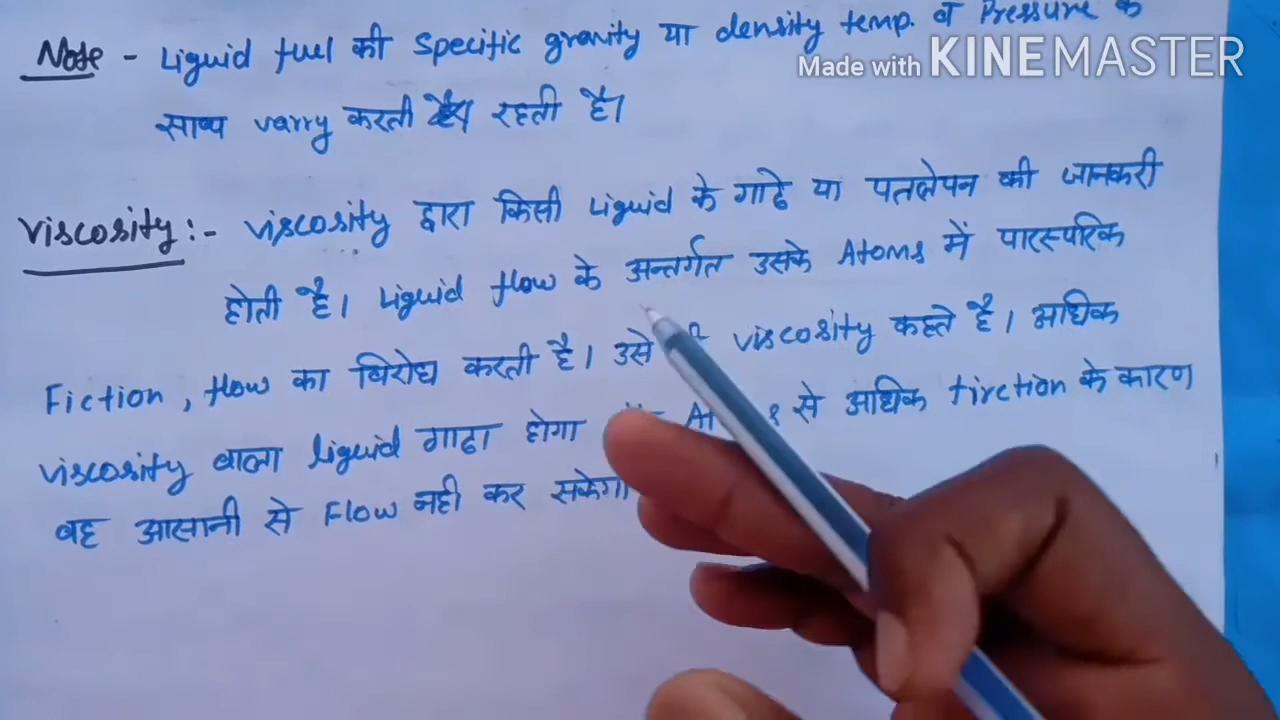 Note - Liquid fuel की specific gravity या density temp. व Pressure के
Made with KINEMASTER
साथ varry करती रहती है।
Viscosity :- Viscosity द्वारा किसी Liquid के गाढे या पतलेपन की जानकरी
होती है। Liquid flow के अन्तर्गत उसके Atoms में पारस्परिक
Fiction, flow का विरोध करती है। उसे viscosity कहते है। अधिक
viscosity वाला liquid गाढा होगा से अधिक firction के कारण
वह आसानी से Flow नही कर सकेगा